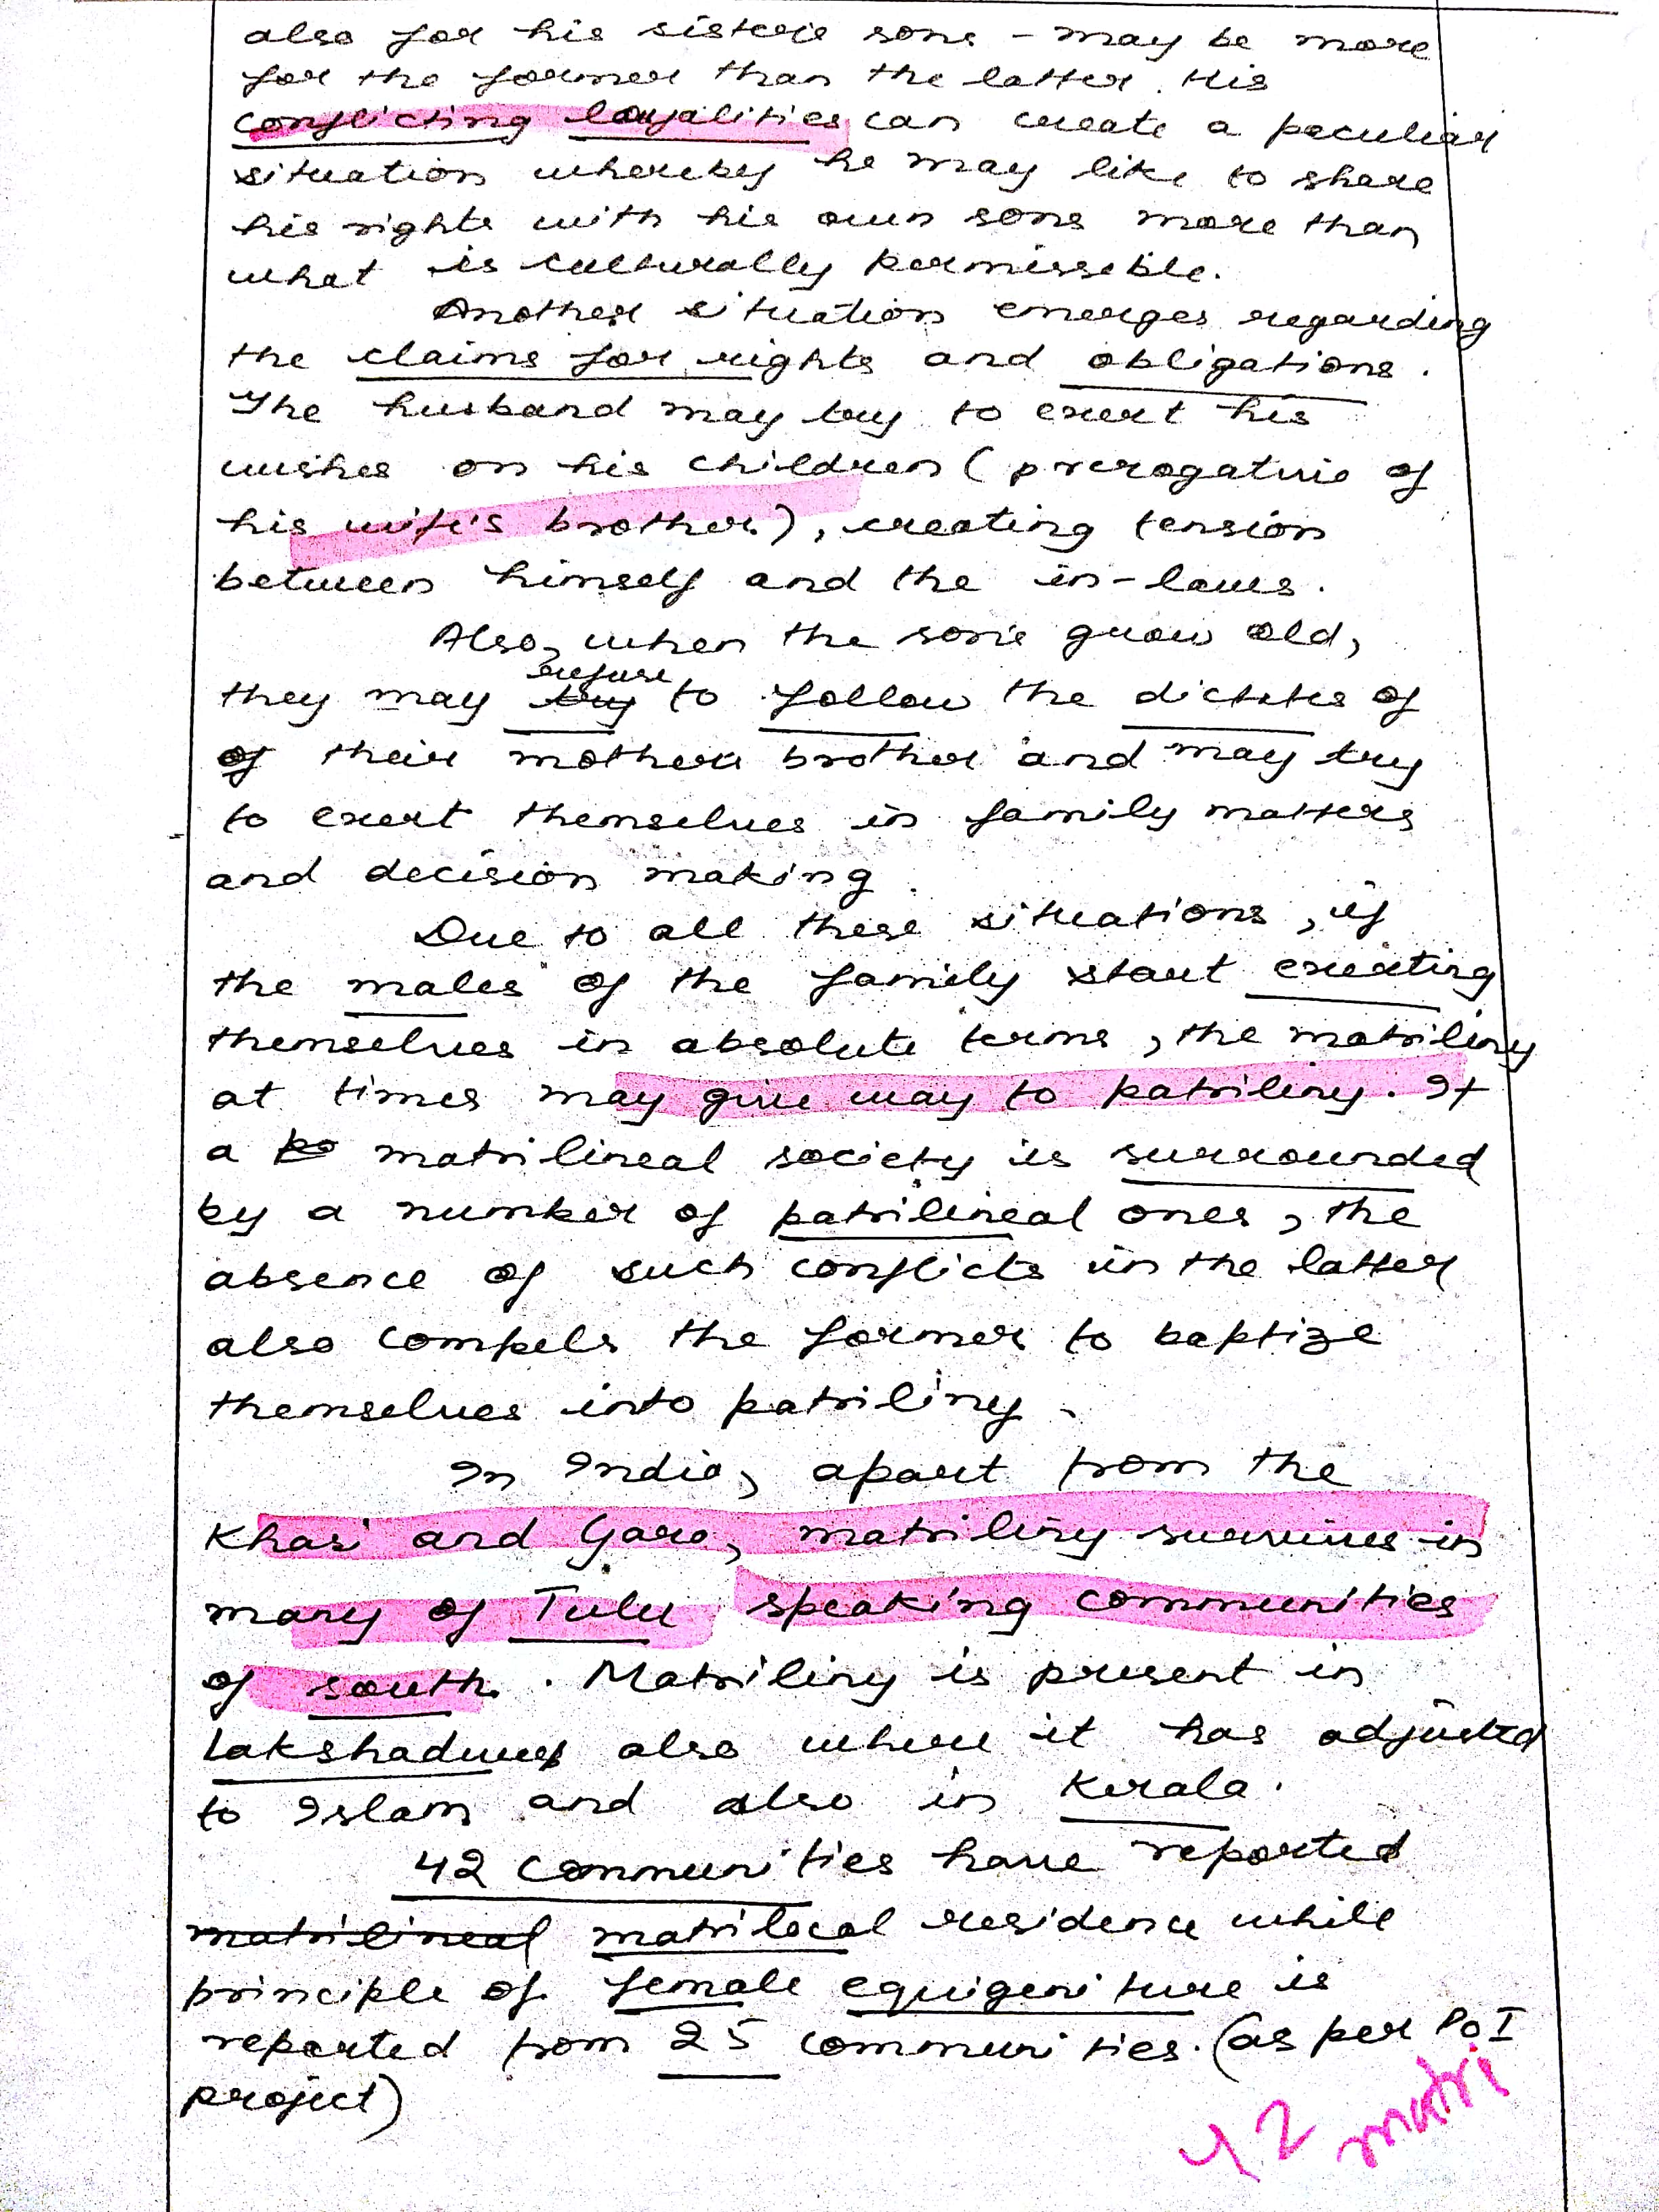 also for his sisters sons - may be more
for the former than the latter. His
conflicting loyalities can create a peculiar
situation whereby he may like to share
his rights with his own sons more than
what is culturally permissible.
Another situation emerges regarding
the claims for rights and obligations.
The husband may try to exert his
wishes on his children (prerogative of
his wife's brother), creating tension
between himself and the in-laws.
Also, when the sons grow old,
refuse
they may try to follow the dictates of
of their mothers brother and may try
to exert themselves in family matters
and decision making.
Due to all these situations, if
the males of the family start exerting
themselves in absolute terms, the matriliny
at times may give way to patriliny. If
a matrilineal society is surrounded
by a number of patrilineal ones, the
absence of such conflicts in the latter
also compels the former to baptize
themselves into patriliny.
In India, apart from the
Khasi and Garo, matriliny survives in
many of Tulu speaking communities
of south. Matriliny is present in
Lakshadweep also where it has adjusted
to Islam and also in Kerala.
42 communities have reported
matrilineal matrilocal residence while
principle of female equigeniture is
reported from 25 communities. (as per PoI
project)
42 matri